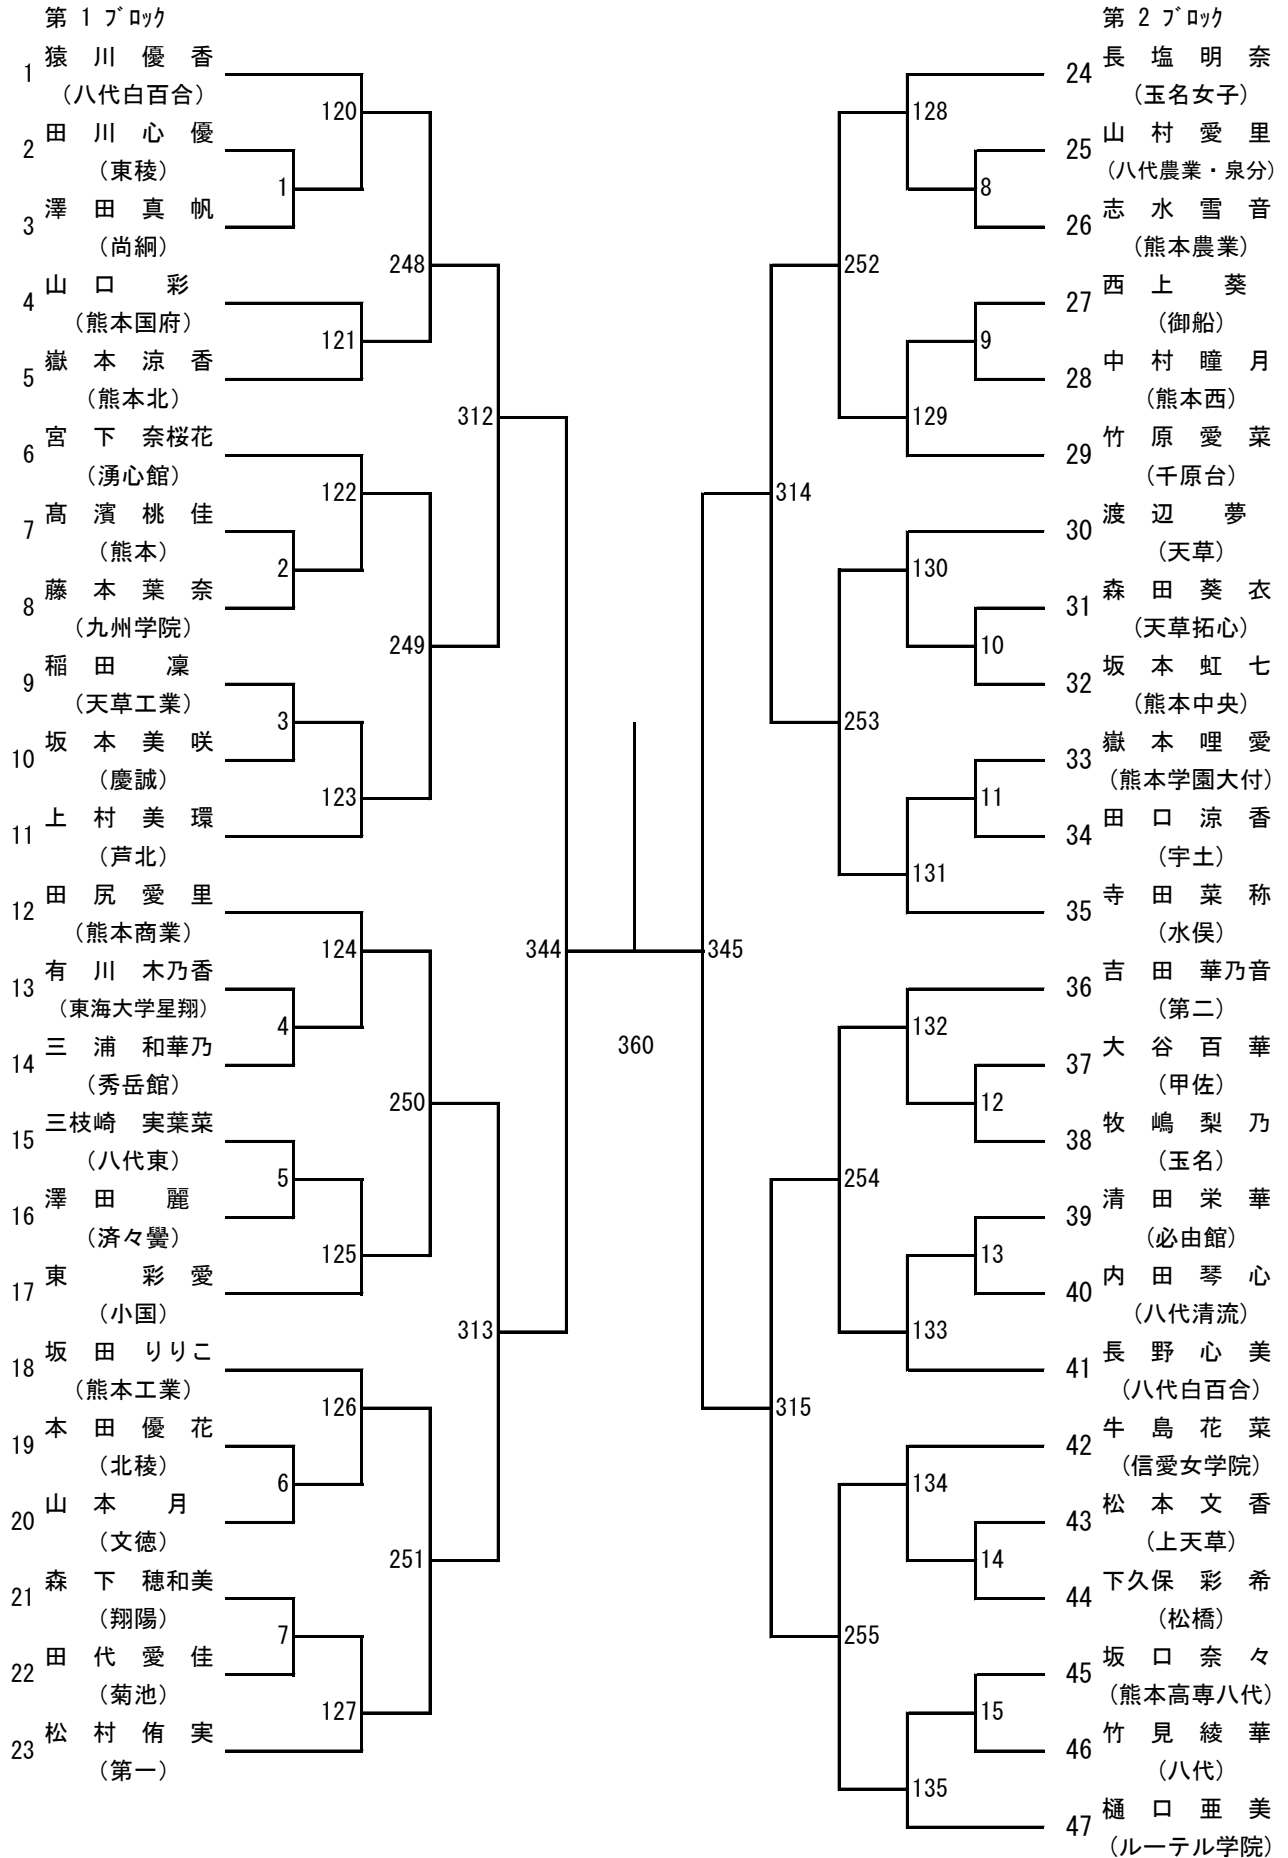 第 1 ブロック
1 猿 川 優 香
(八代白百合)
2 田 川 心 優
(東稜)
3 澤 田 真 帆
(尚絅)
4 山 口 彩
(熊本国府)
5 嶽 本 涼 香
(熊本北)
6 宮 下 奈桜花
(湧心館)
7 髙 濱 桃 佳
(熊本)
8 藤 本 葉 奈
(九州学院)
9 稲 田 凜
(天草工業)
10 坂 本 美 咲
(慶誠)
11 上 村 美 環
(芦北)
12 田 尻 愛 里
(熊本商業)
13 有 川 木乃香
(東海大学星翔)
14 三 浦 和華乃
(秀岳館)
15 三枝崎 実葉菜
(八代東)
16 澤 田 麗
(済々黌)
17 東 彩 愛
(小国)
18 坂 田 りりこ
(熊本工業)
19 本 田 優 花
(北稜)
20 山 本 月
(文徳)
21 森 下 穂和美
(翔陽)
22 田 代 愛 佳
(菊池)
23 松 村 侑 実
(第一)
120
1
248
121
312
122
2
249
3
123
124
4
344
250
5
125
313
126
6
251
7
127
360
第 2 ブロック
24 長 塩 明 奈
(玉名女子)
25 山 村 愛 里
(八代農業・泉分)
26 志 水 雪 音
(熊本農業)
27 西 上 葵
(御船)
28 中 村 瞳 月
(熊本西)
29 竹 原 愛 菜
(千原台)
30 渡 辺 夢
(天草)
31 森 田 葵 衣
(天草拓心)
32 坂 本 虹 七
(熊本中央)
33 嶽 本 哩 愛
(熊本学園大付)
34 田 口 涼 香
(宇土)
35 寺 田 菜 称
(水俣)
36 吉 田 華乃音
(第二)
37 大 谷 百 華
(甲佐)
38 牧 嶋 梨 乃
(玉名)
39 清 田 栄 華
(必由館)
40 内 田 琴 心
(八代清流)
41 長 野 心 美
(八代白百合)
42 牛 島 花 菜
(信愛女学院)
43 松 本 文 香
(上天草)
44 下久保 彩 希
(松橋)
45 坂 口 奈 々
(熊本高専八代)
46 竹 見 綾 華
(八代)
47 樋 口 亜 美
(ルーテル学院)
128
8
252
9
129
314
130
10
253
11
131
345
132
12
254
13
133
315
134
14
255
15
135